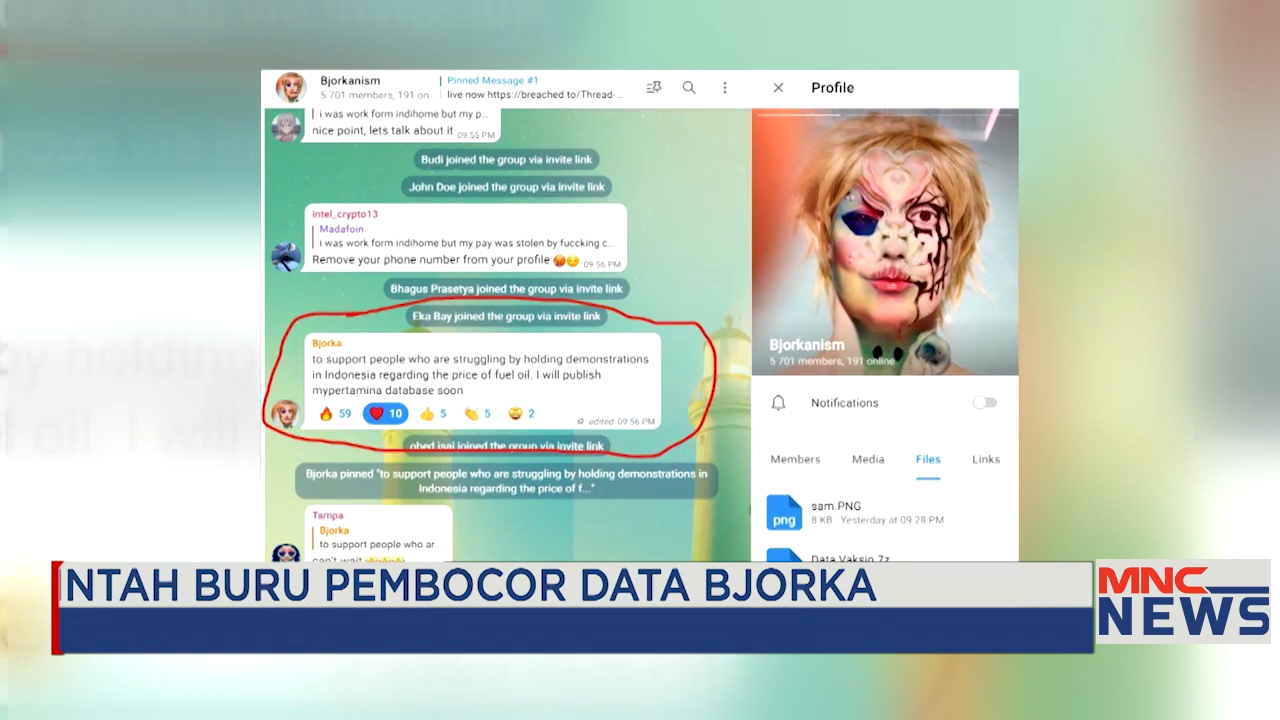 Bjorkanism
5 701 members, 191 on
Pinned Message #1
live now https://breached.to/Thread-...
Profile
i was work form indihome but my p...
nice point, lets talk about it 09:55 PM
Budi joined the group via invite link
John Doe joined the group via invite link
intel_crypto13
Madafoin
i was work form indihome but my pay was stolen by fuccking c...
Remove your phone number from your profile 🥵😏 09:56 PM
Bhagus Prasetya joined the group via invite link
Eka Bay joined the group via invite link
Bjorka
to support people who are struggling by holding demonstrations
in Indonesia regarding the price of fuel oil. I will publish
mypertamina database soon
🔥 59 ❤️ 10 👍 5 👏 5 2
edited 09:56 PM
obed isai joined the group via invite link
Bjorka pinned "to support people who are struggling by holding demonstrations in
Indonesia regarding the price of f..."
Tampa
Bjorka
to support people who ar...
can't wait
Bjorkanism
5 701 members, 191 online
Notifications
Members Media Files Links
png
sam.PNG
8 KB · Yesterday at 09:28 PM
Data Vaksin 7z
NTAH BURU PEMBOCOR DATA BJORKA
MNC
NEWS